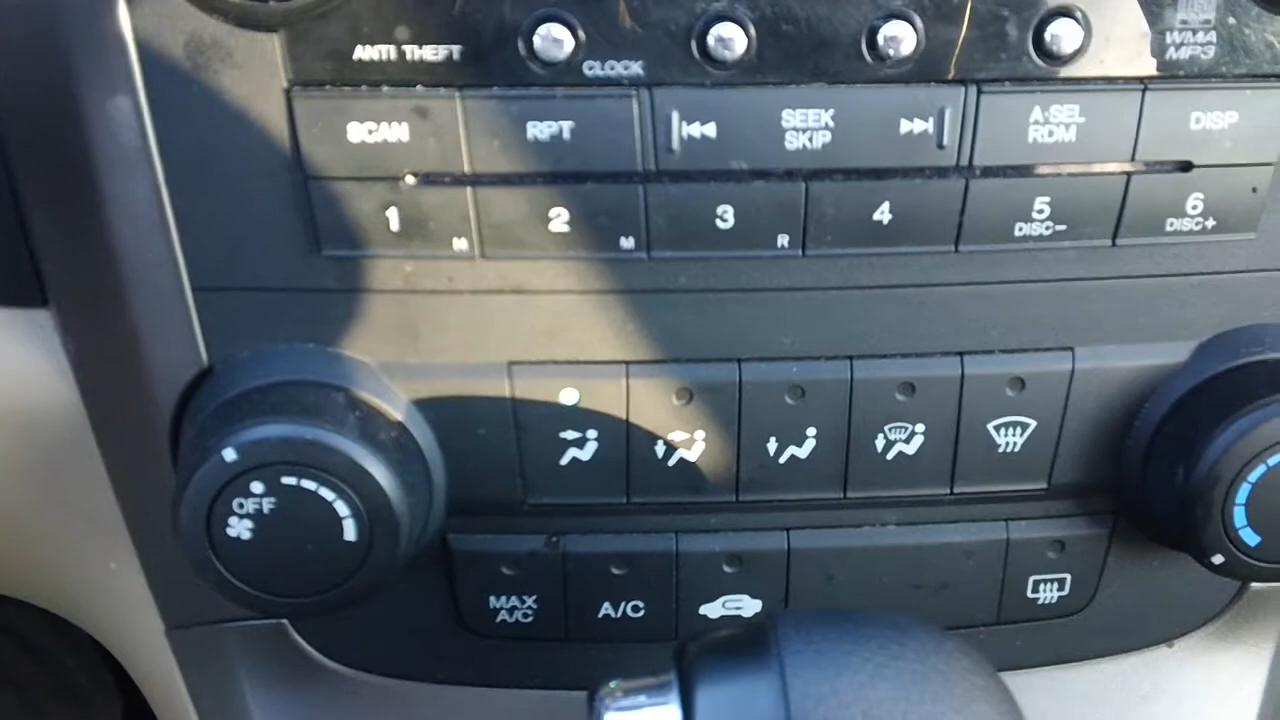 ANTI THEFT
CLOCK
WMA
MP3
SCAN
RPT
SEEK
SKIP
A·SEL
RDM
DISP
1
M
2
M
3
R
4
5
DISC−
6
DISC+
OFF
MAX
A/C
A/C